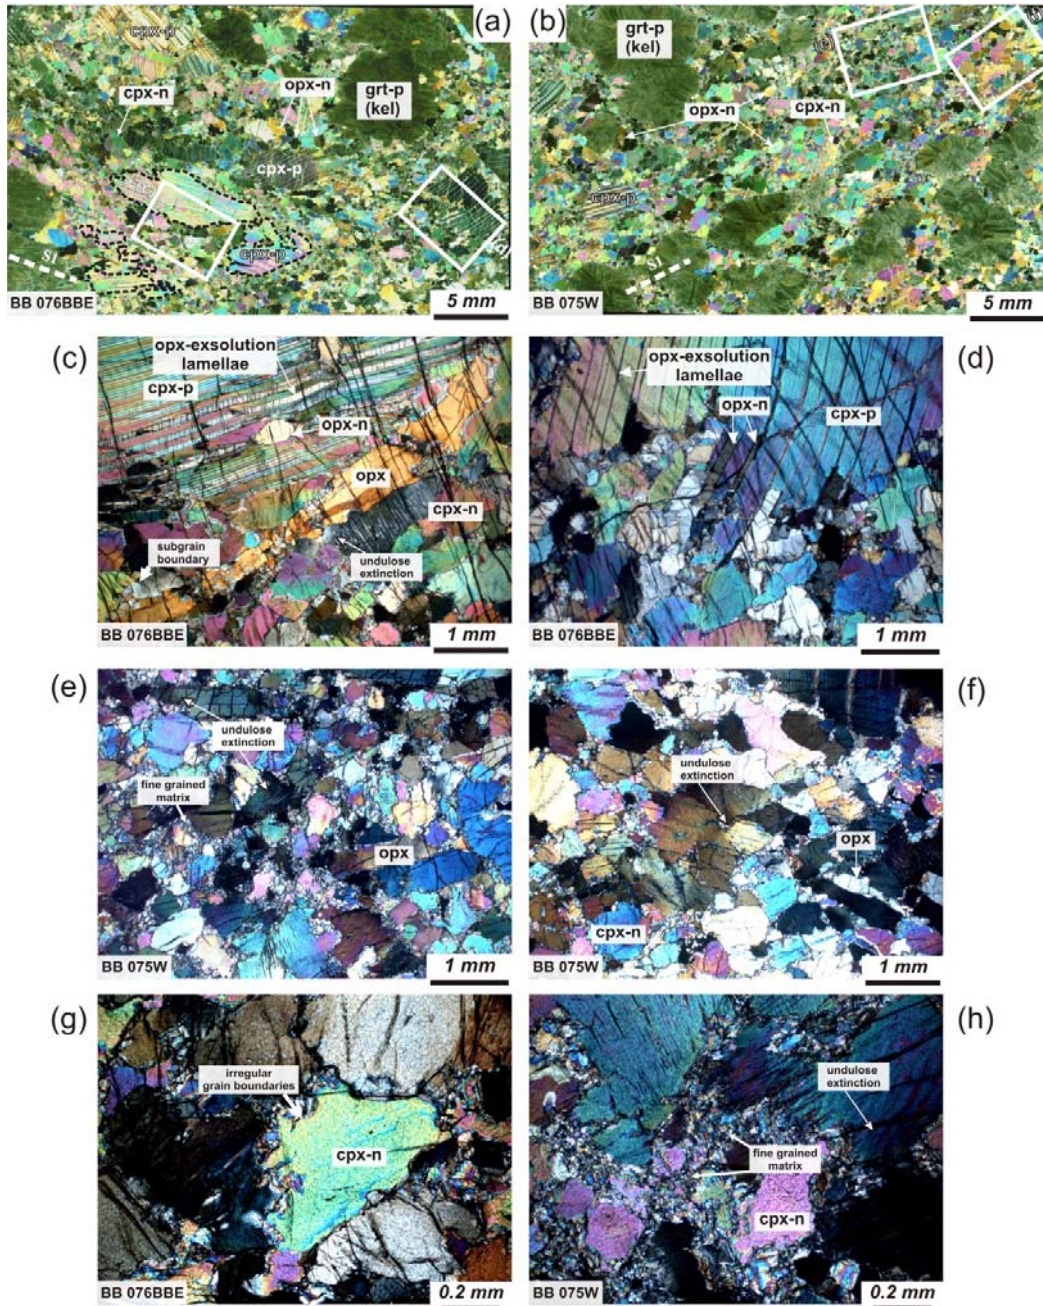 (a)
cpx-p
cpx-n
opx-n
grt-p
(kel)
cpx-p
(c)
cpx-p
(d)
S1
BB 076BBE
5 mm
(b)
grt-p
(kel)
(e)
(f)
opx-n
cpx-n
cpx-p
S1
BB 075W
5 mm
(c)
opx-exsolution
lamellae
cpx-p
opx-n
opx
cpx-n
subgrain
boundary
undulose
extinction
BB 076BBE
1 mm
(d)
opx-exsolution
lamellae
opx-n
cpx-p
BB 076BBE
1 mm
(e)
undulose
extinction
fine grained
matrix
opx
BB 075W
1 mm
(f)
undulose
extinction
opx
cpx-n
BB 075W
1 mm
(g)
irregular
grain boundaries
cpx-n
BB 076BBE
0.2 mm
(h)
undulose
extinction
fine grained
matrix
cpx-n
BB 075W
0.2 mm